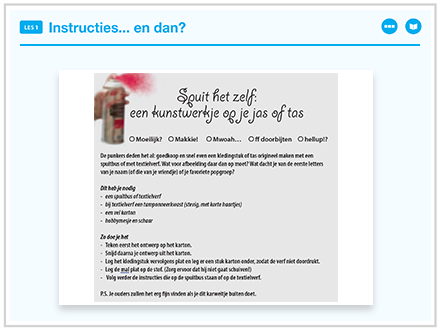 LES 1 Instructies... en dan?
Spuit het zelf:
een kunstwerkje op je jas of tas
O Moeilijk? O Makkie! O Mwoah.... O ff doorbijten O hellup!?
De punkers deden het al: goedkoop en snel even een kledingstuk of tas origineel maken met een
spuitbus of met textielverf. Wat voor afbeelding daar dan op moet? Wat dacht je van de eerste letters
van je naam (of die van je vriendje) of je favoriete popgroep?
Dit heb je nodig
- een spuitbus of textielverf
- bij textielverf een tamponneerkwast (stevig, met korte haartjes)
- een vel karton
- hobbymesje en schaar
Zo doe je het
- Teken eerst het ontwerp op het karton.
- Snijd daarna je ontwerp uit het karton.
- Leg het kledingstuk vervolgens plat en leg er een stuk karton onder, zodat de verf niet doordrukt.
- Leg de mal plat op de stof. (Zorg ervoor dat hij niet gaat schuiven!)
- Volg verder de instructies die op de spuitbus staan of op de textielverf.
P.S. Je ouders zullen het erg fijn vinden als je dit karweitje buiten doet.